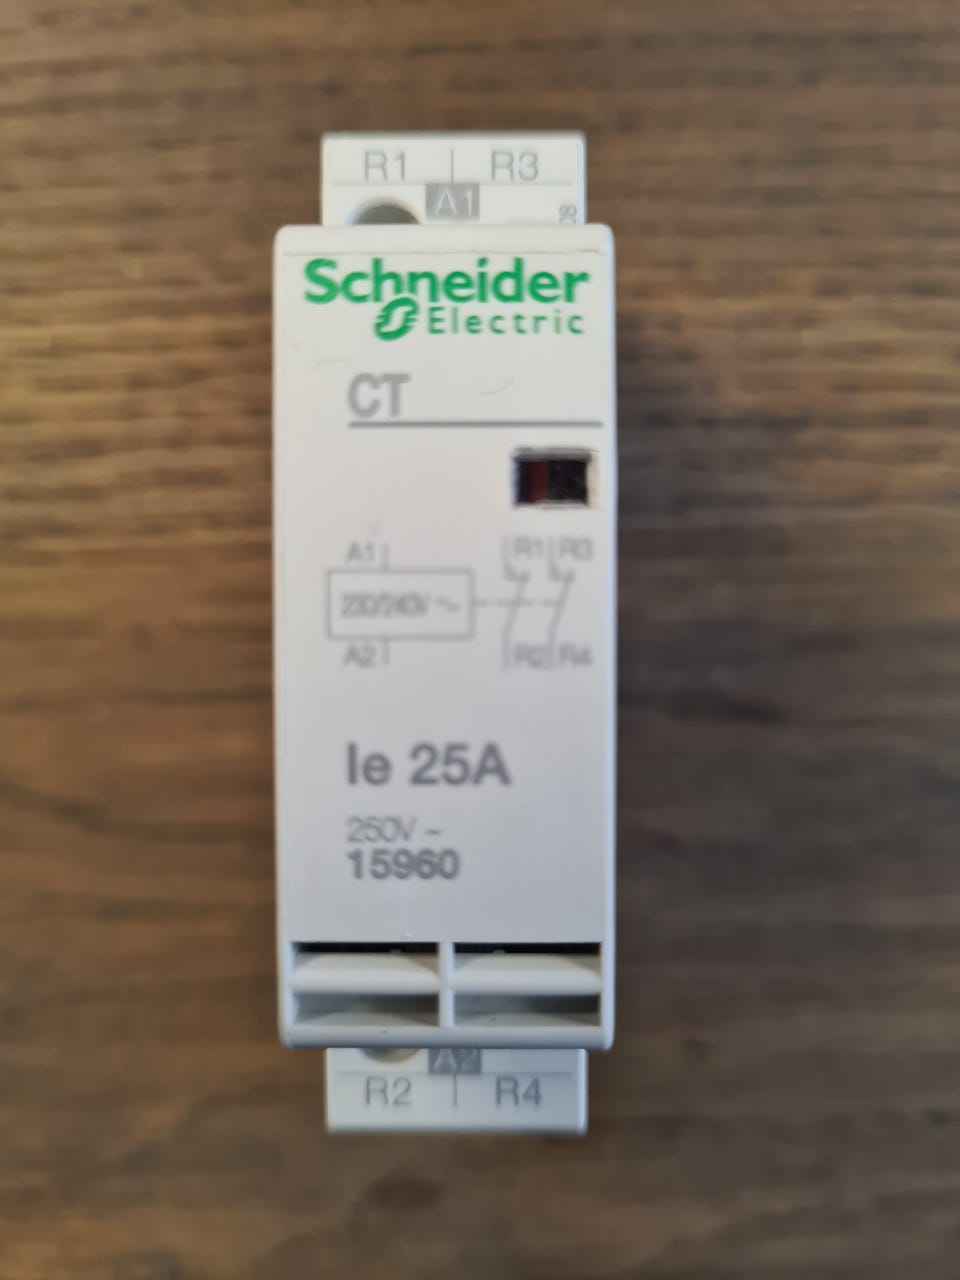 R1 | R3
A1
28
Schneider
Electric
CT
A1 R1 R3
230/240V ~
A2 R2 R4
Ie 25A
250V ~
15960
A2
R2 | R4